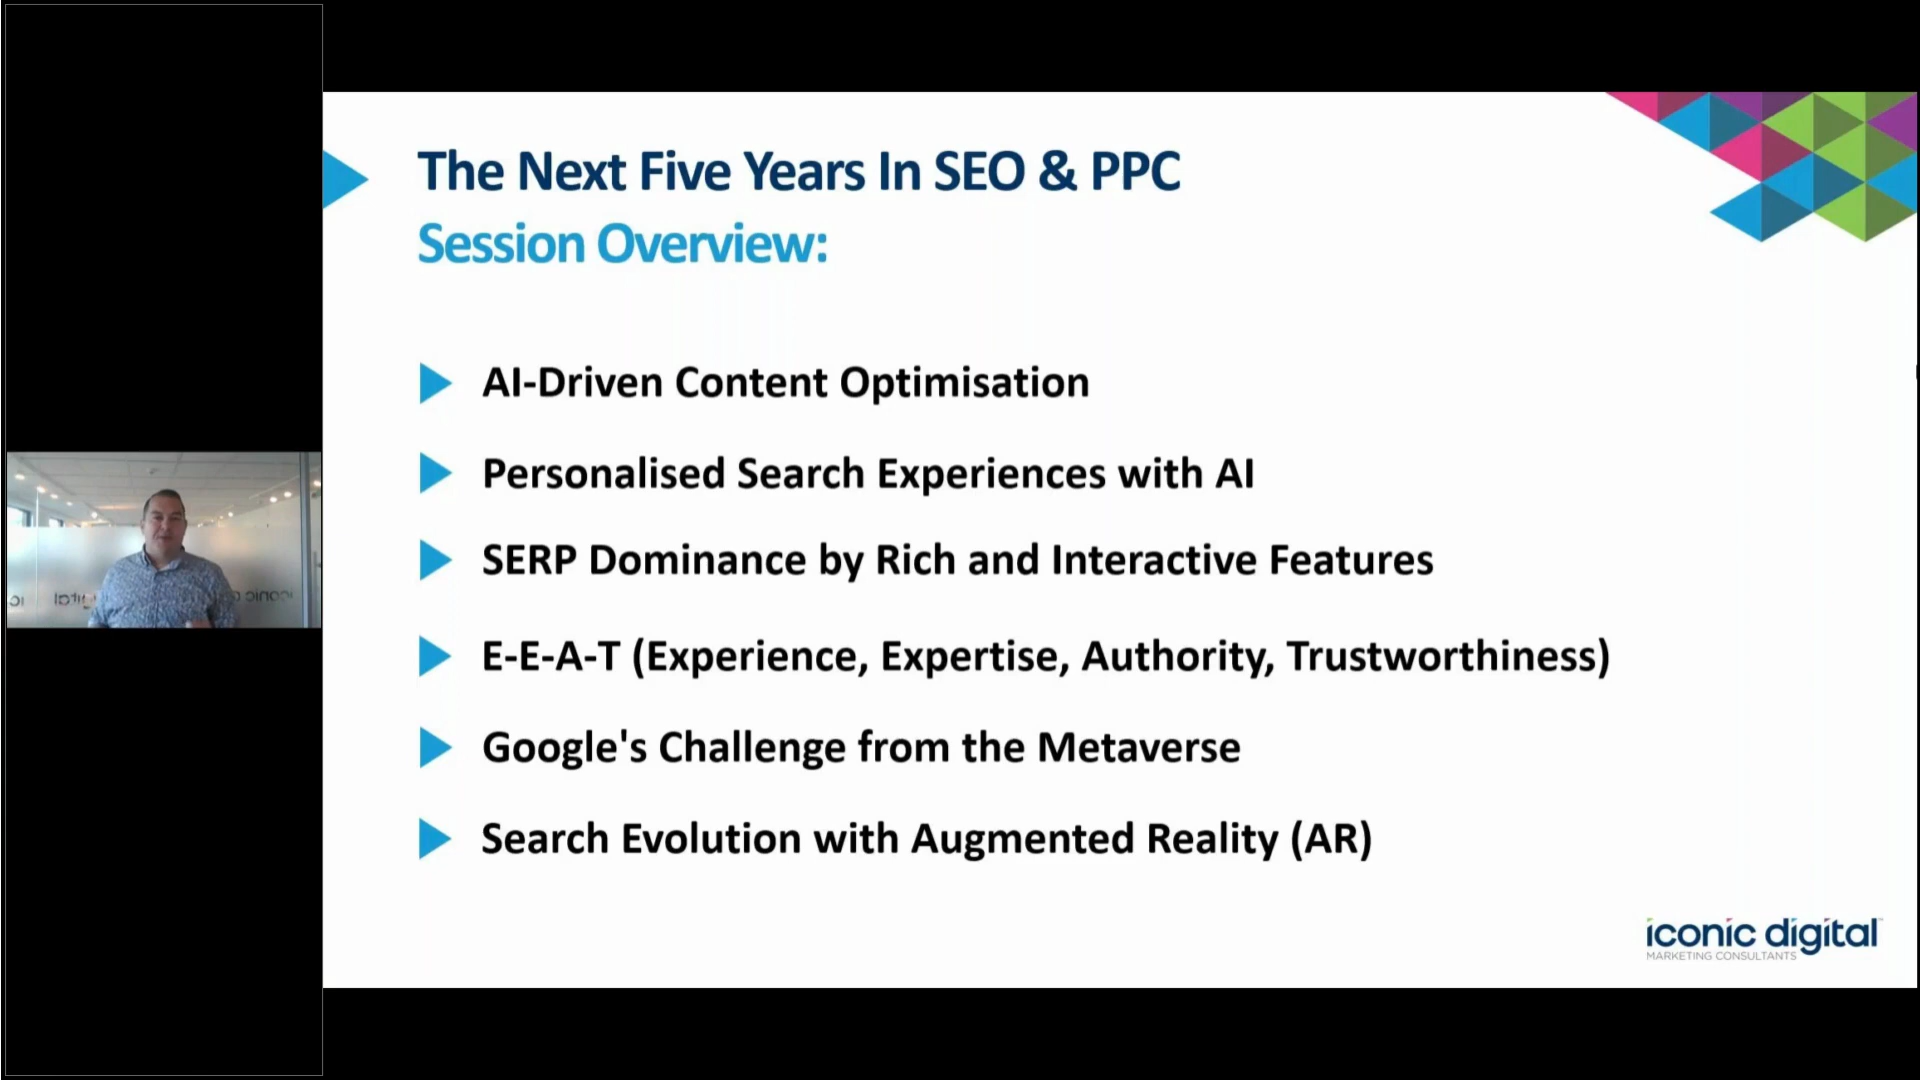 The Next Five Years In SEO & PPC
Session Overview:
AI-Driven Content Optimisation
Personalised Search Experiences with AI
SERP Dominance by Rich and Interactive Features
E-E-A-T (Experience, Expertise, Authority, Trustworthiness)
Google's Challenge from the Metaverse
Search Evolution with Augmented Reality (AR)
iconic digital
MARKETING CONSULTANTS